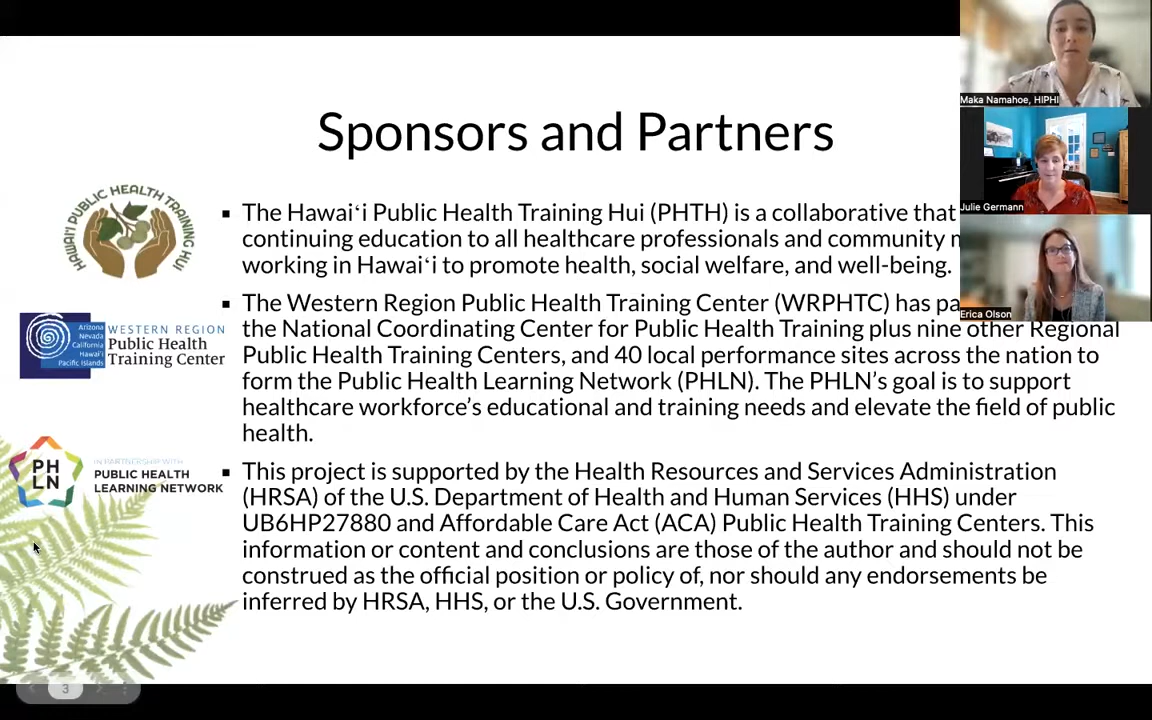 Sponsors and Partners
HAWAIʻI PUBLIC HEALTH TRAINING HUI
▪ The Hawaiʻi Public Health Training Hui (PHTH) is a collaborative that
continuing education to all healthcare professionals and community
working in Hawaiʻi to promote health, social welfare, and well-being.
Arizona
Nevada
California
Hawaiʻi
Pacific Islands
WESTERN REGION
Public Health
Training Center
▪ The Western Region Public Health Training Center (WRPHTC) has
the National Coordinating Center for Public Health Training plus nine other Regional
Public Health Training Centers, and 40 local performance sites across the nation to
form the Public Health Learning Network (PHLN). The PHLN’s goal is to support
healthcare workforce’s educational and training needs and elevate the field of public
health.
PH
LN
IN PARTNERSHIP WITH
PUBLIC HEALTH
LEARNING NETWORK
▪ This project is supported by the Health Resources and Services Administration
(HRSA) of the U.S. Department of Health and Human Services (HHS) under
UB6HP27880 and Affordable Care Act (ACA) Public Health Training Centers. This
information or content and conclusions are those of the author and should not be
construed as the official position or policy of, nor should any endorsements be
inferred by HRSA, HHS, or the U.S. Government.
Maka Namahoe, HIPHI
Julie Germann
Erica Olson
3